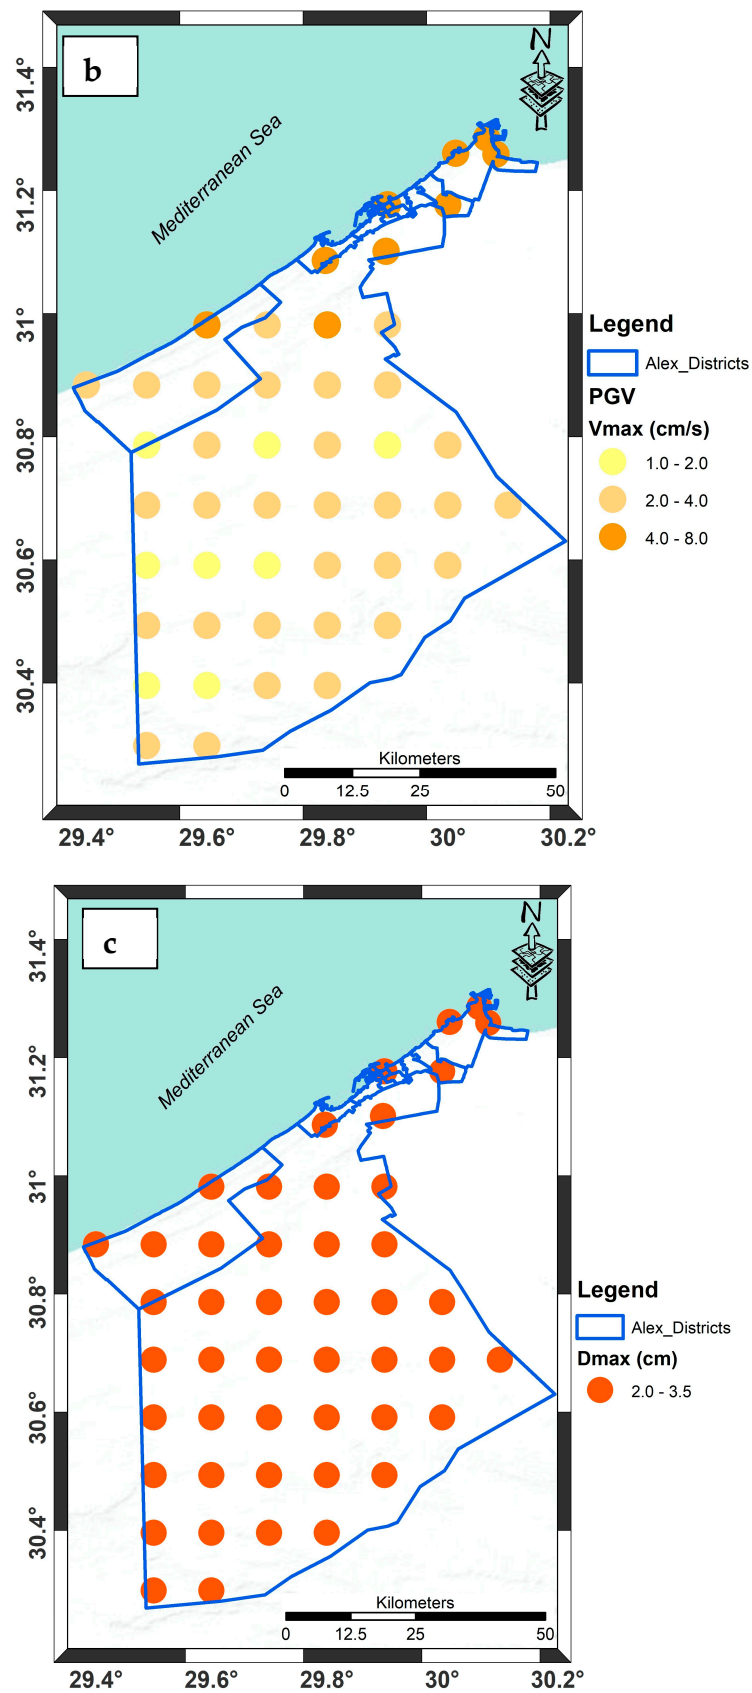 b
N
31.4°
31.2°
31°
30.8°
30.6°
30.4°
Mediterranean Sea
Legend
Alex_Districts
PGV
Vmax (cm/s)
1.0 - 2.0
2.0 - 4.0
4.0 - 8.0
Kilometers
0 12.5 25 50
29.4° 29.6° 29.8° 30° 30.2°
c
N
31.4°
31.2°
31°
30.8°
30.6°
30.4°
Mediterranean Sea
Legend
Alex_Districts
Dmax (cm)
2.0 - 3.5
Kilometers
0 12.5 25 50
29.4° 29.6° 29.8° 30° 30.2°